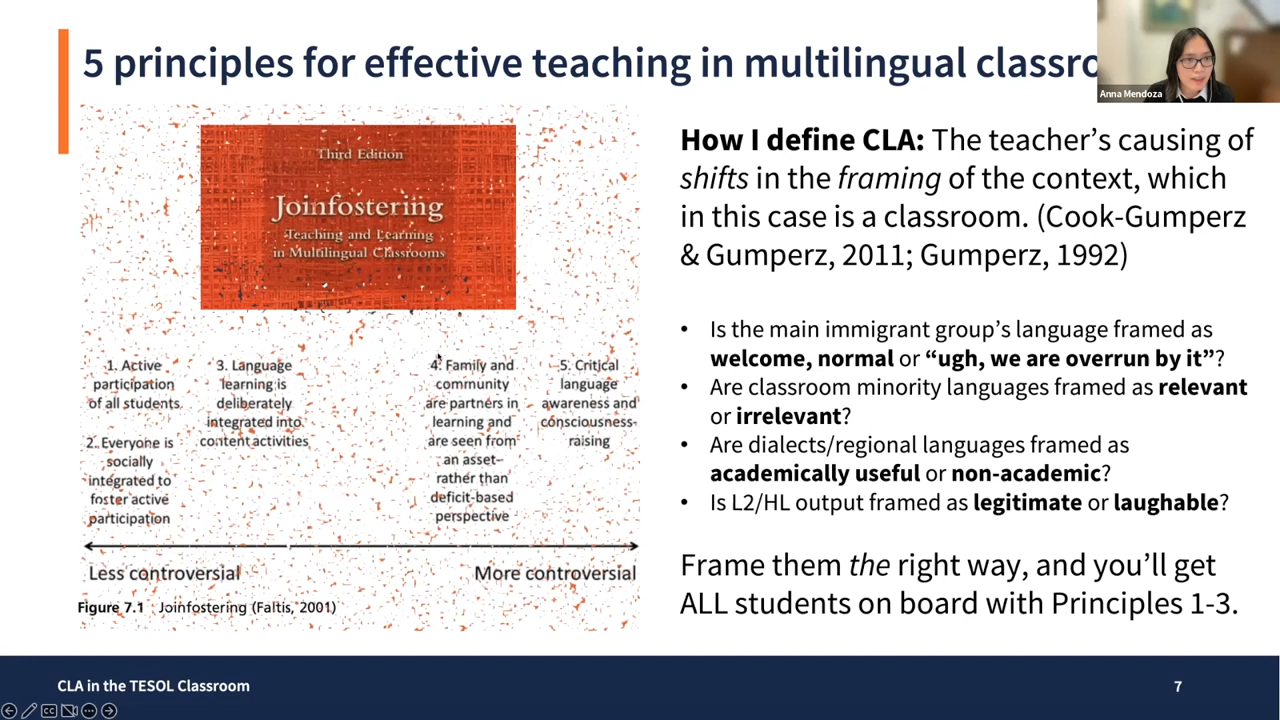 5 principles for effective teaching in multilingual classro
Anna Mendoza
Third Edition
Joinfostering
Teaching and Learning
in Multilingual Classrooms
1. Active
participation
of all students
2. Everyone is
socially
integrated to
foster active
participation
3. Language
learning is
deliberately
integrated into
content activities
4. Family and
community
are partners in
learning and
are seen from
an asset-
rather than
deficit-based
perspective
5. Critical
language
awareness and
consciousness-
raising
Less controversial
More controversial
Figure 7.1 Joinfostering (Faltis, 2001)
How I define CLA: The teacher’s causing of
shifts in the framing of the context, which
in this case is a classroom. (Cook-Gumperz
& Gumperz, 2011; Gumperz, 1992)
• Is the main immigrant group’s language framed as
welcome, normal or “ugh, we are overrun by it”?
• Are classroom minority languages framed as relevant
or irrelevant?
• Are dialects/regional languages framed as
academically useful or non-academic?
• Is L2/HL output framed as legitimate or laughable?
Frame them the right way, and you’ll get
ALL students on board with Principles 1-3.
CLA in the TESOL Classroom
7